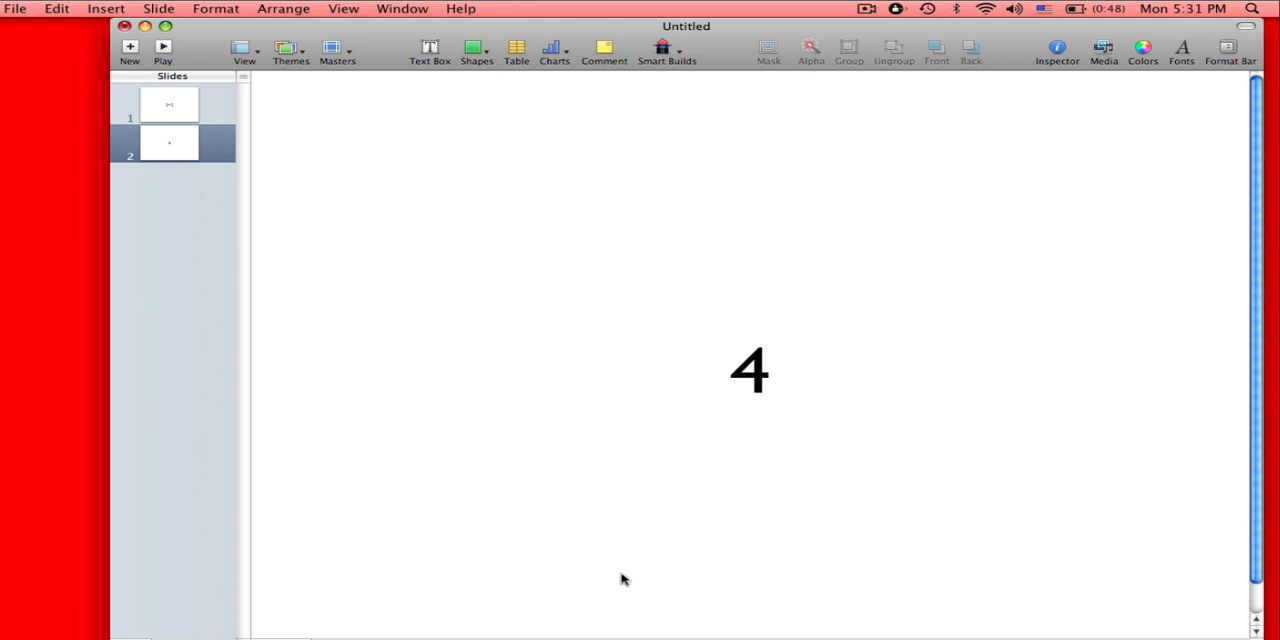 File Edit Insert Slide Format Arrange View Window Help (0:48) Mon 5:31 PM
Untitled
New Play View Themes Masters Text Box Shapes Table Charts Comment Smart Builds Mask Alpha Group Ungroup Front Back Inspector Media Colors Fonts Format Bar
Slides
1
2
4